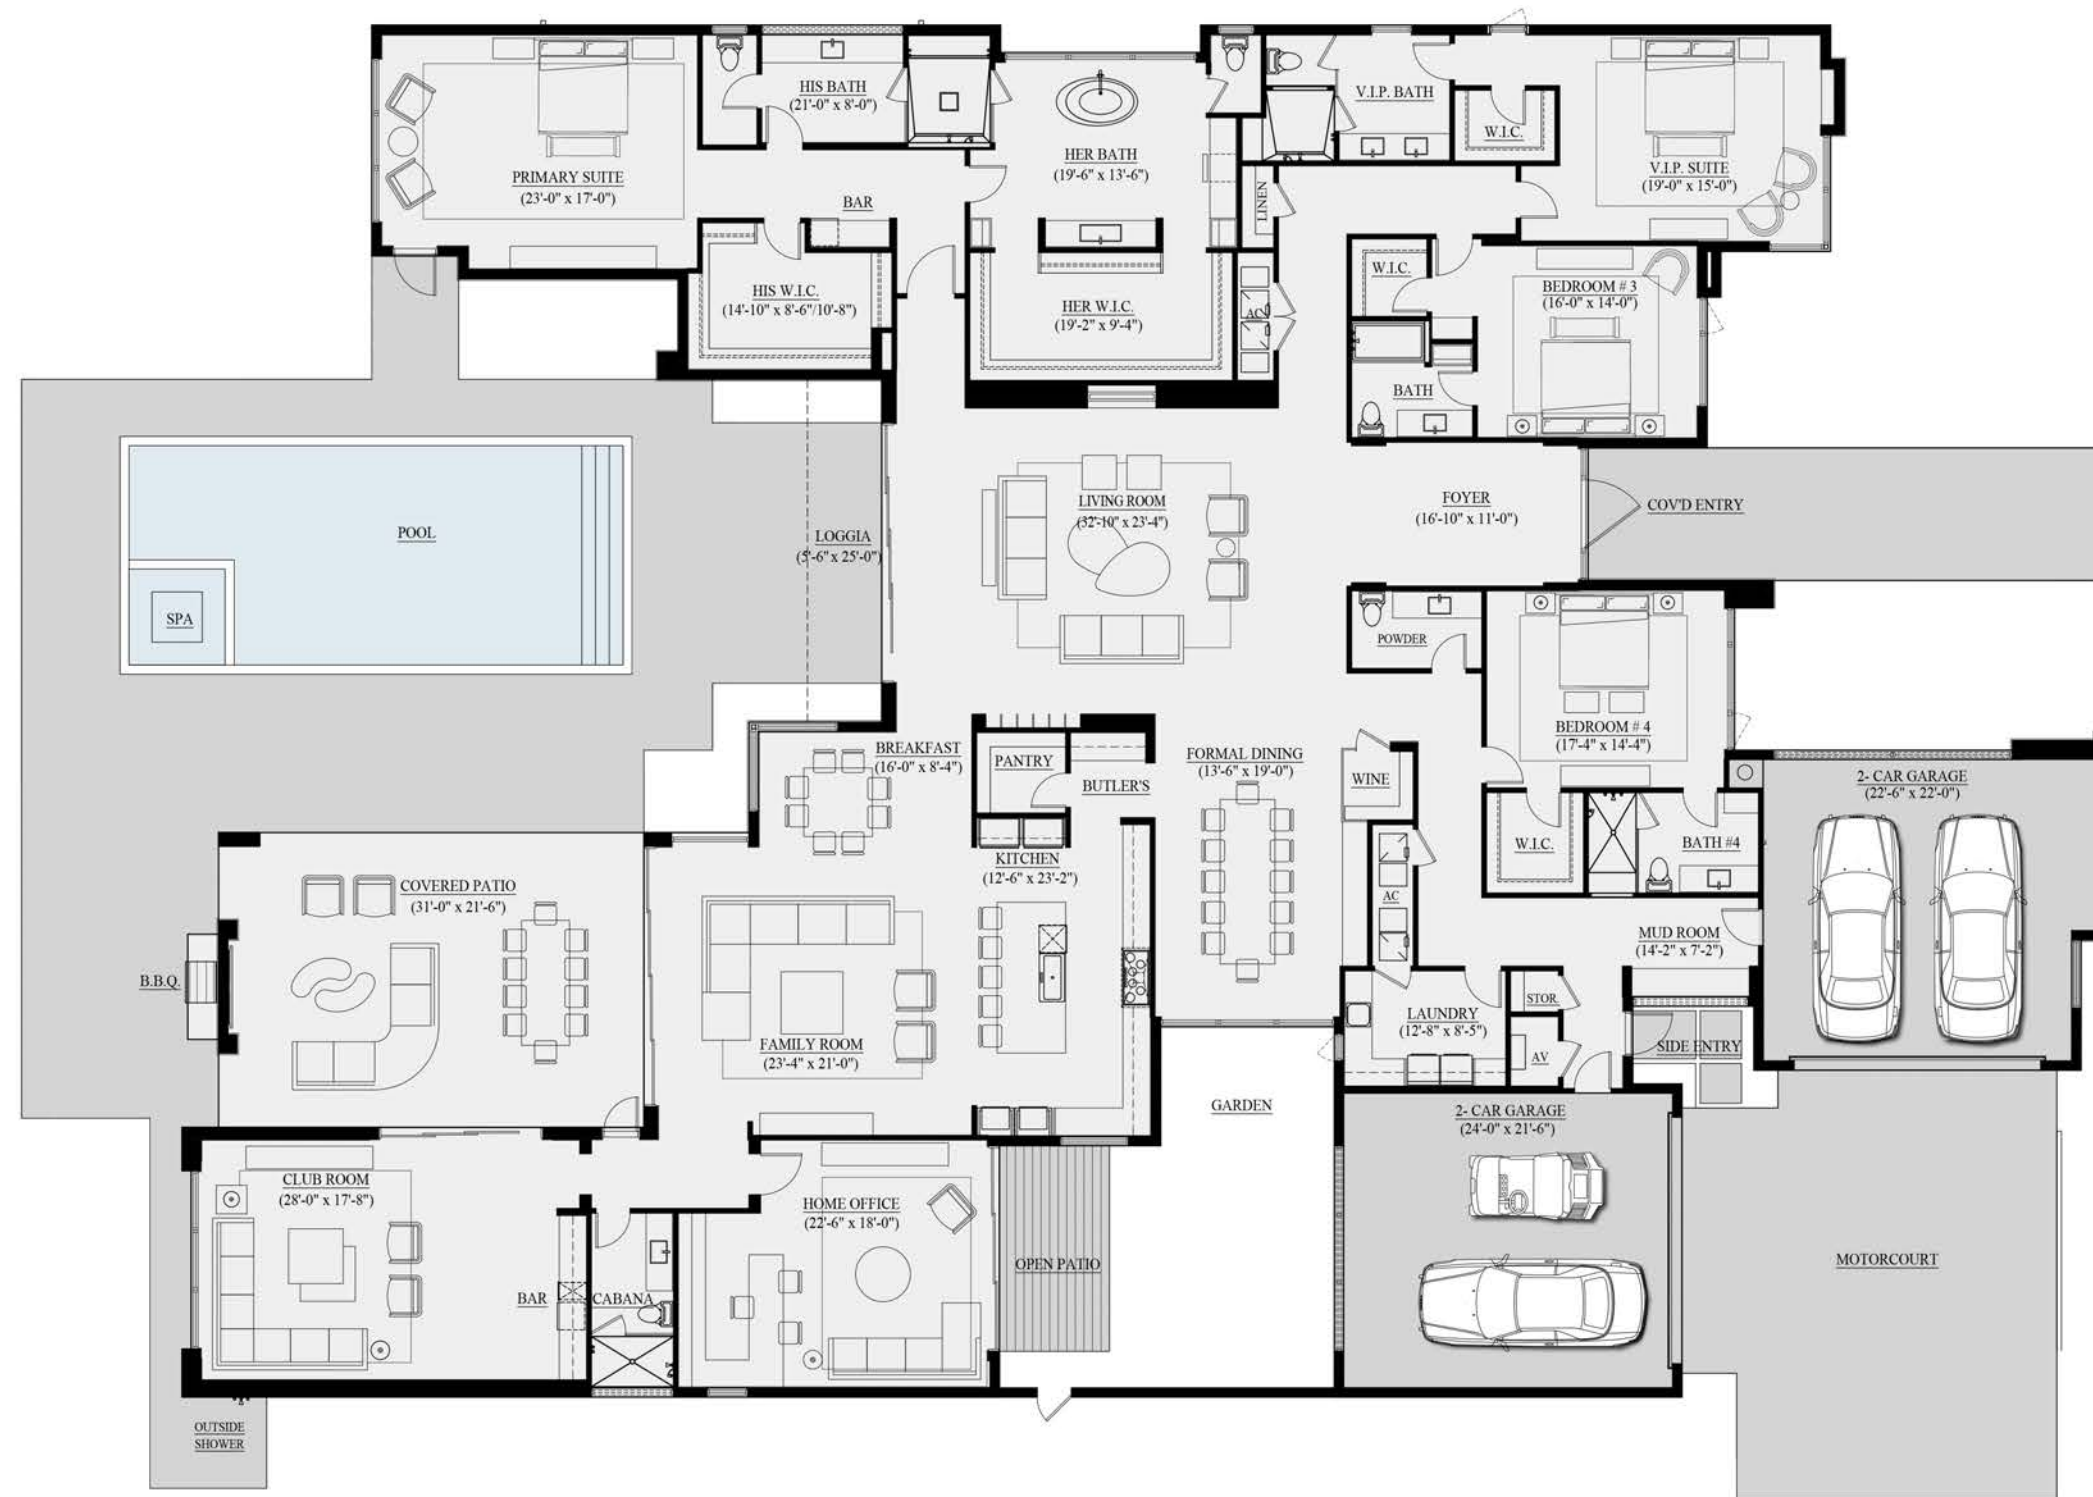 PRIMARY SUITE
(23'-0" x 17'-0")
HIS BATH
(21'-0" x 8'-0")
HER BATH
(19'-6" x 13'-6")
V.I.P. BATH
W.I.C.
V.I.P. SUITE
(19'-0" x 15'-0")
BAR
LINEN
HIS W.I.C.
(14'-10" x 8'-6"/10'-8")
HER W.I.C.
(19'-2" x 9'-4")
AC
W.I.C.
BEDROOM # 3
(16'-0" x 14'-0")
BATH
POOL
SPA
LOGGIA
(5'-6" x 25'-0")
LIVING ROOM
(32'-10" x 23'-4")
FOYER
(16'-10" x 11'-0")
COV'D ENTRY
POWDER
BEDROOM # 4
(17'-4" x 14'-4")
BREAKFAST
(16'-0" x 8'-4")
PANTRY
BUTLER'S
FORMAL DINING
(13'-6" x 19'-0")
WINE
2- CAR GARAGE
(22'-6" x 22'-0")
W.I.C.
BATH #4
KITCHEN
(12'-6" x 23'-2")
COVERED PATIO
(31'-0" x 21'-6")
AC
MUD ROOM
(14'-2" x 7'-2")
B.B.Q.
STOR.
LAUNDRY
(12'-8" x 8'-5")
FAMILY ROOM
(23'-4" x 21'-0")
AV
SIDE ENTRY
GARDEN
2- CAR GARAGE
(24'-0" x 21'-6")
CLUB ROOM
(28'-0" x 17'-8")
HOME OFFICE
(22'-6" x 18'-0")
OPEN PATIO
MOTORCOURT
BAR
CABANA
OUTSIDE
SHOWER